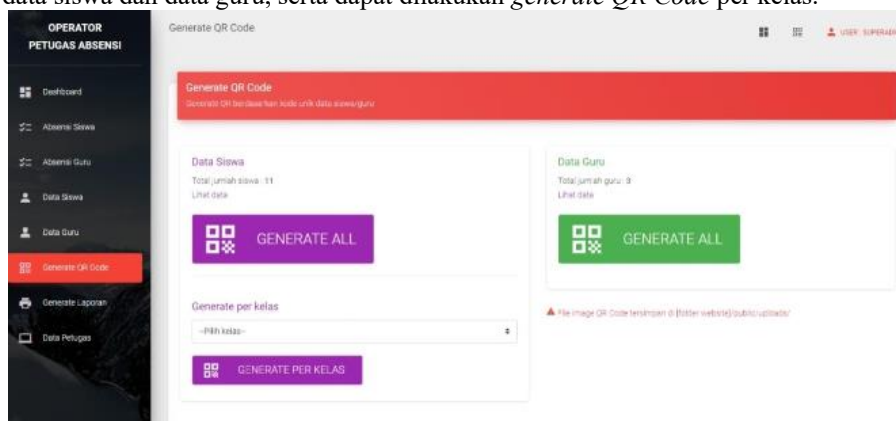 data siswa dan data guru, serta dapat dilakukan generate QR Code per kelas.
OPERATOR
PETUGAS ABSENSI
Generate QR Code
USER: SUPERADM
Dashboard
Absensi Siswa
Absensi Guru
Data Siswa
Data Guru
Generate QR Code
Generate Laporan
Data Petugas
Generate QR Code
Generate QR berdasarkan kode unik data siswa/guru
Data Siswa
Total jumlah siswa : 11
Lihat data
GENERATE ALL
Generate per kelas
--Pilih kelas--
GENERATE PER KELAS
Data Guru
Total jumlah guru :
Lihat data
GENERATE ALL
File image QR Code tersimpan di [folder website]/public/uploads/